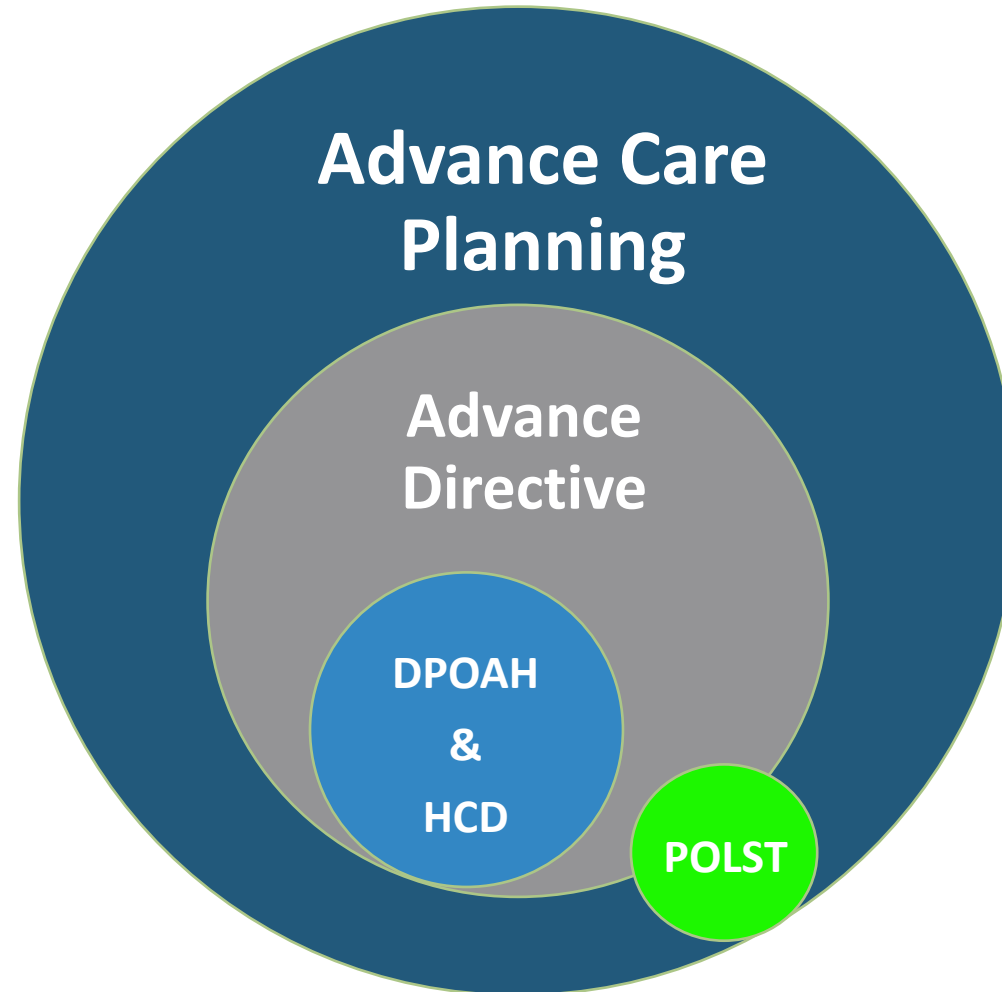 Advance Care
Planning
Advance
Directive
DPOAH
&
HCD
POLST